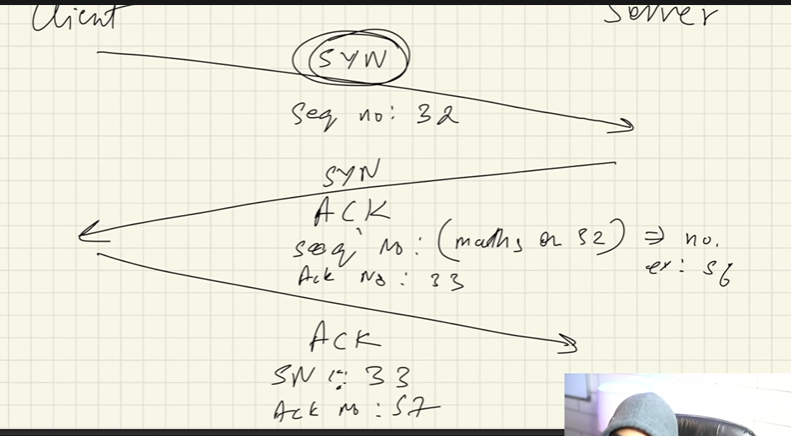 Client
Server
SYN
Seq no: 32
SYN
ACK
seq No: (maths on 32) ⇒ no.
ex: 56
Ack No: 33
ACK
SN: 33
Ack no: 57